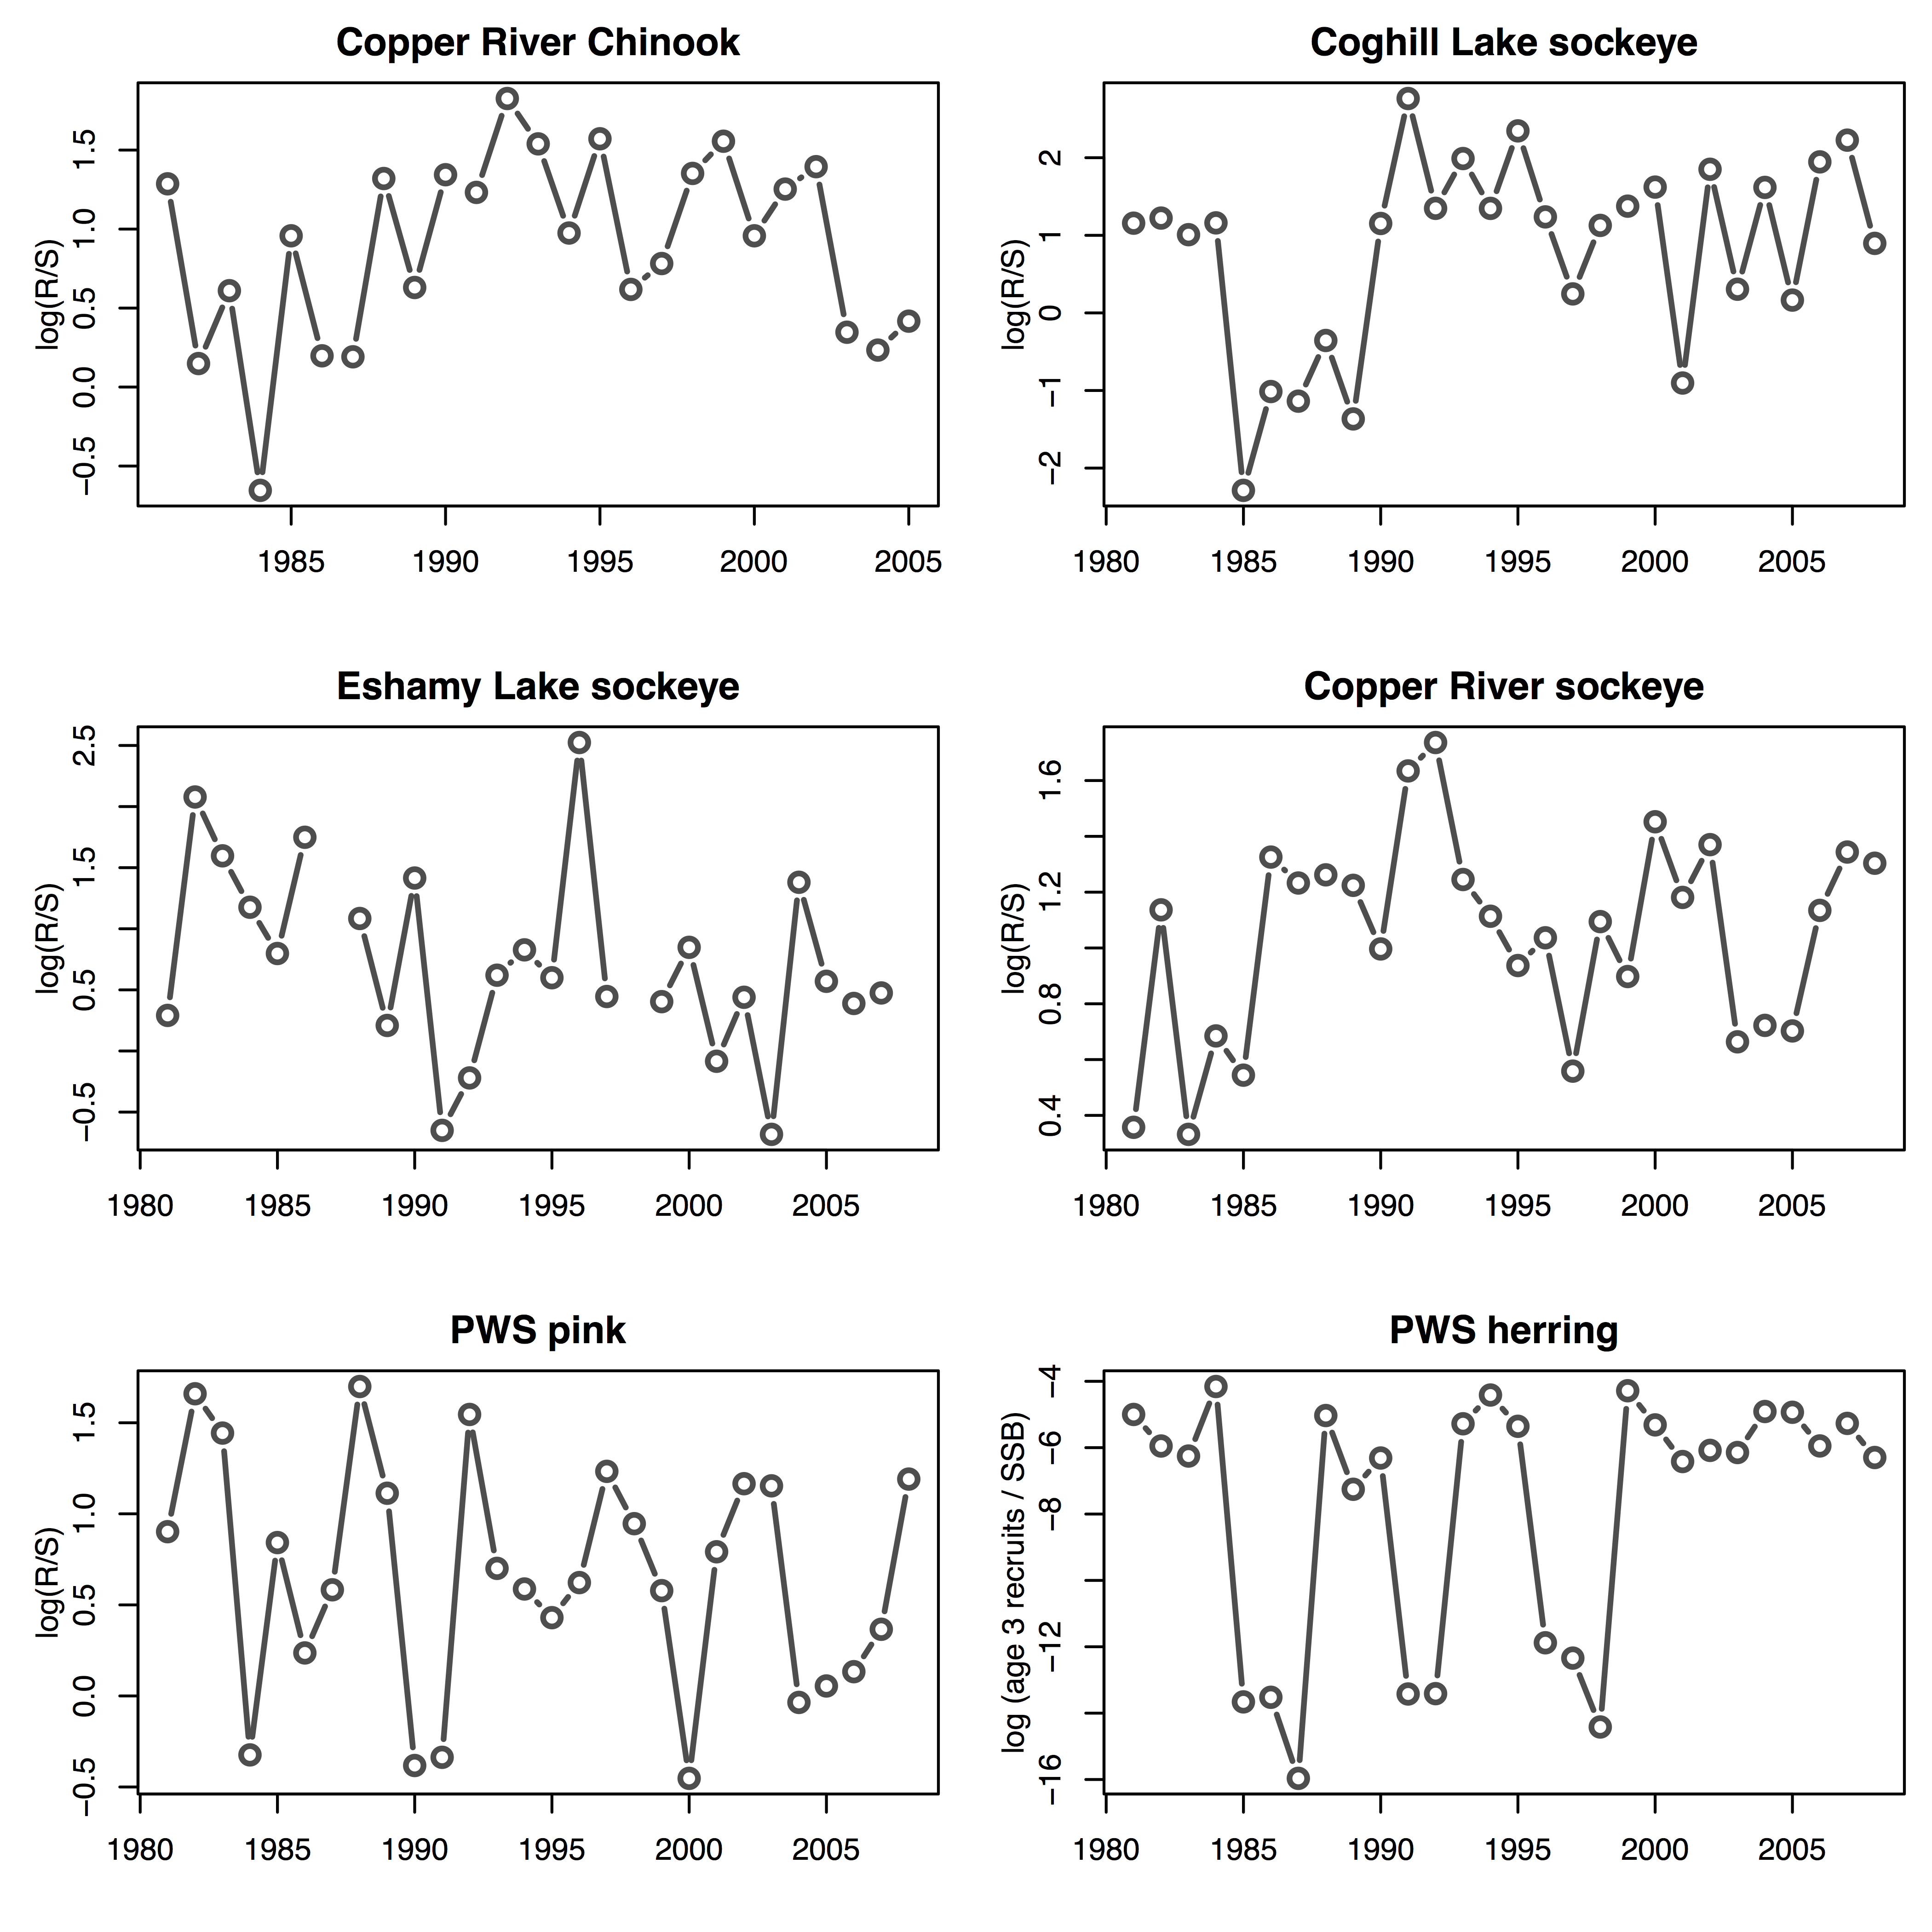 Copper River Chinook
log(R/S)
1.5
1.0
0.5
0.0
−0.5
1985 1990 1995 2000 2005
Coghill Lake sockeye
log(R/S)
2
1
0
−1
−2
1980 1985 1990 1995 2000 2005
Eshamy Lake sockeye
log(R/S)
2.5
1.5
0.5
−0.5
1980 1985 1990 1995 2000 2005
Copper River sockeye
log(R/S)
1.6
1.2
0.8
0.4
1980 1985 1990 1995 2000 2005
PWS pink
log(R/S)
1.5
1.0
0.5
0.0
−0.5
1980 1985 1990 1995 2000 2005
PWS herring
log (age 3 recruits / SSB)
−4
−6
−8
−12
−16
1980 1985 1990 1995 2000 2005